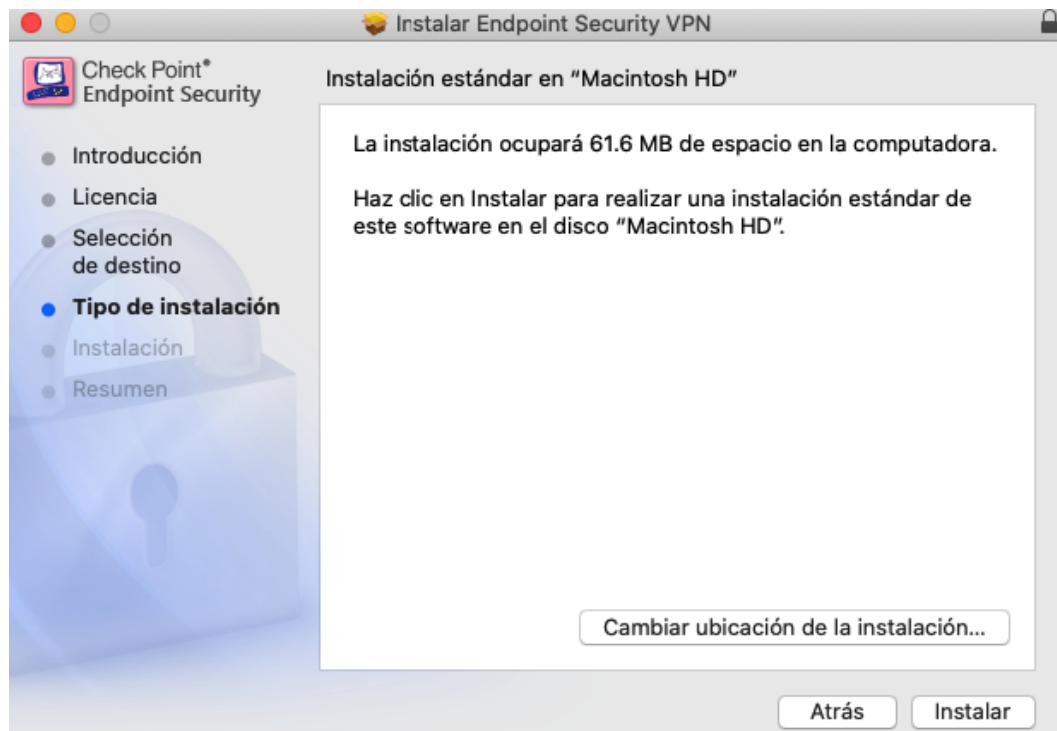 Instalar Endpoint Security VPN
Check Point®
Endpoint Security
Instalación estándar en “Macintosh HD”
Introducción
Licencia
Selección
de destino
Tipo de instalación
Instalación
Resumen
La instalación ocupará 61.6 MB de espacio en la computadora.
Haz clic en Instalar para realizar una instalación estándar de
este software en el disco “Macintosh HD”.
Cambiar ubicación de la instalación...
Atrás
Instalar